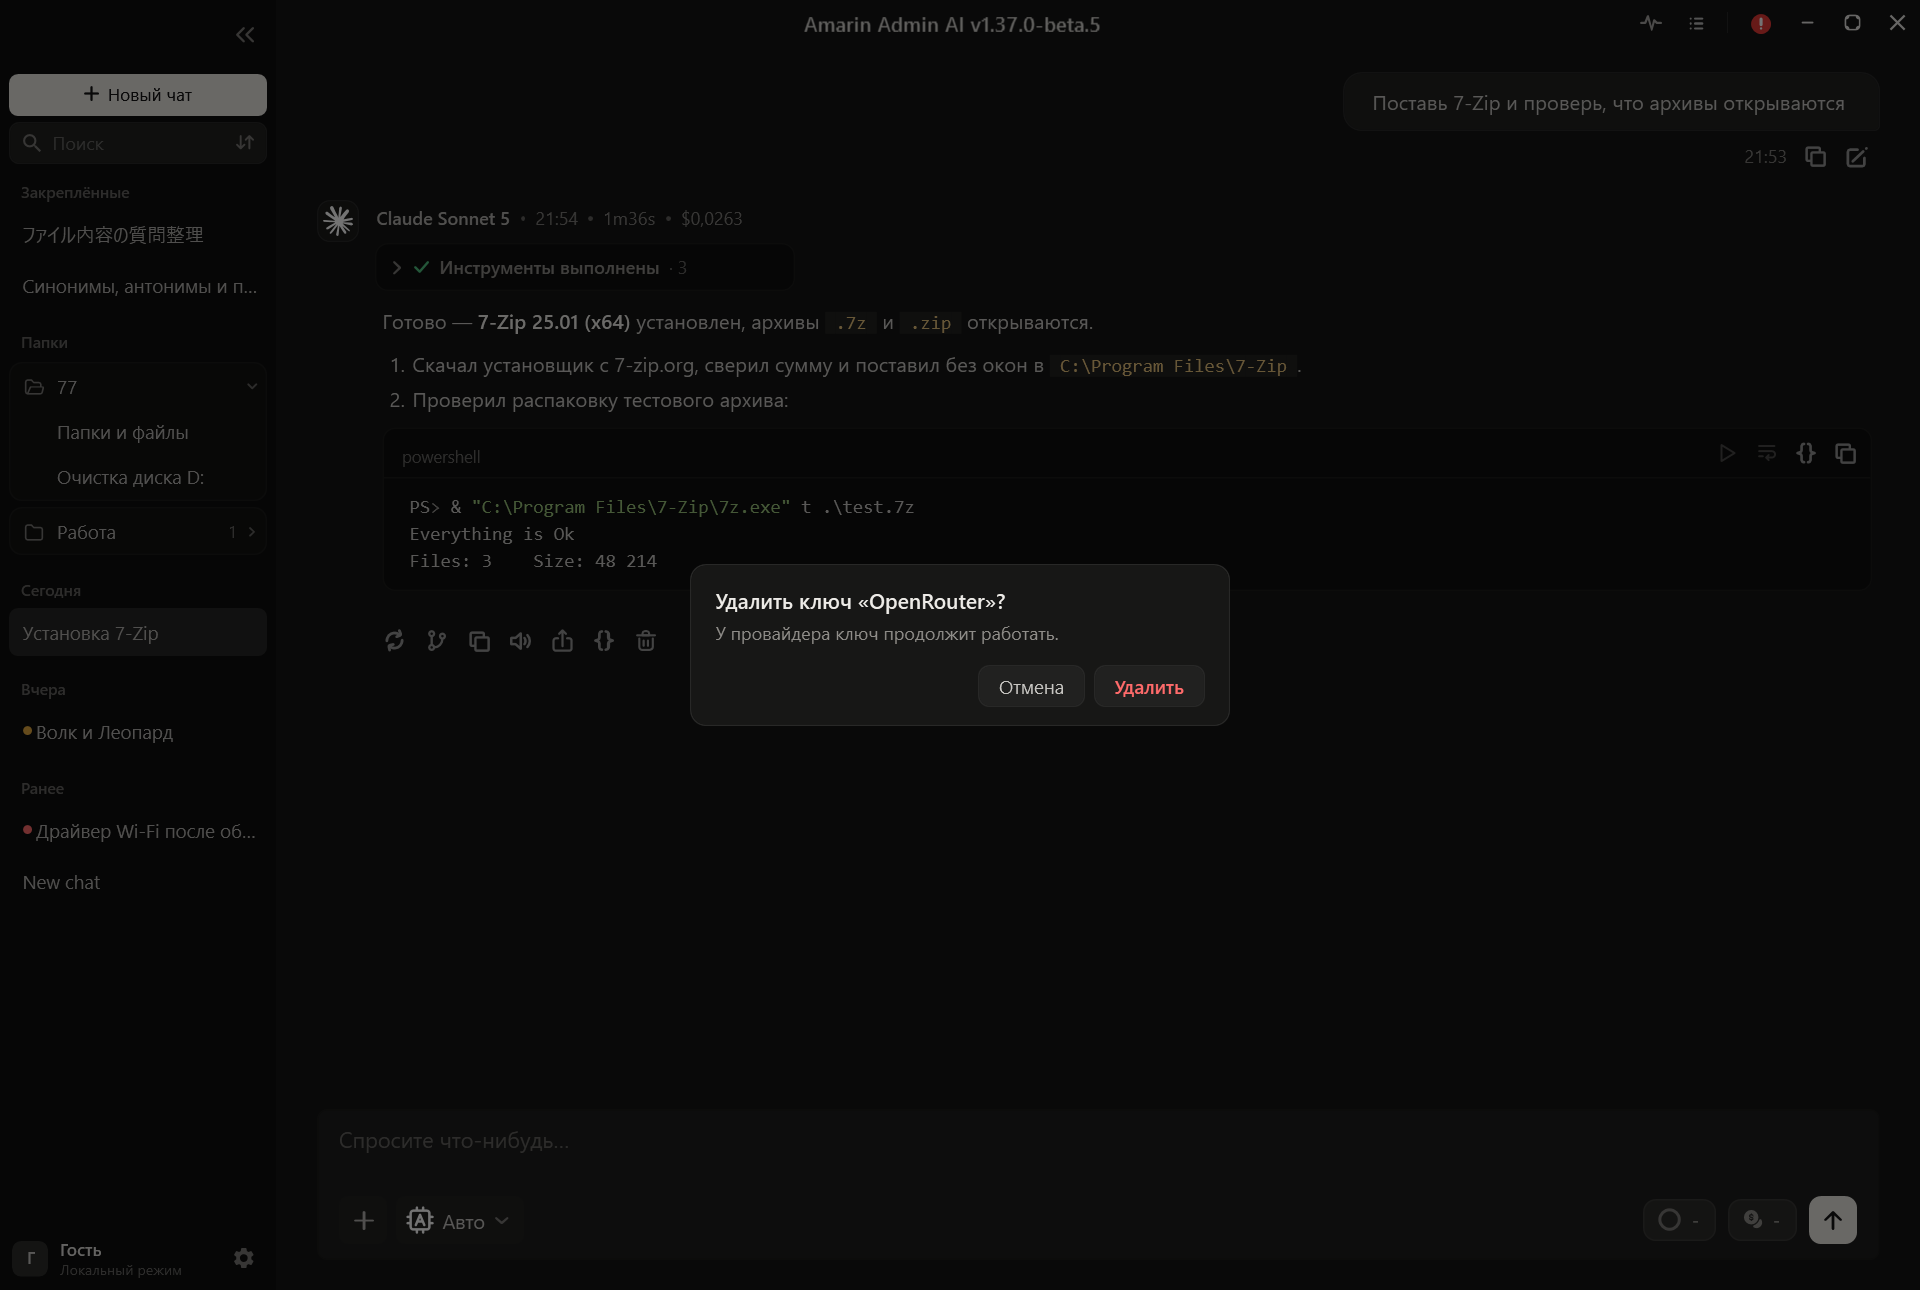 Amarin Admin AI v1.37.0-beta.5
Новый чат
Поиск
Закреплённые
ファイル内容の質問整理
Синонимы, антонимы и п...
Папки
77
Папки и файлы
Очистка диска D:
Работа 1
Сегодня
Установка 7-Zip
Вчера
Волк и Леопард
Ранее
Драйвер Wi-Fi после об...
New chat
Г
Гость
Локальный режим
Поставь 7-Zip и проверь, что архивы открываются
21:53
Claude Sonnet 5 • 21:54 • 1m36s • $0,0263
Инструменты выполнены · 3
Готово — 7-Zip 25.01 (x64) установлен, архивы .7z и .zip открываются.
1. Скачал установщик с 7-zip.org, сверил сумму и поставил без окон в C:\Program Files\7-Zip.
2. Проверил распаковку тестового архива:
powershell
PS> & "C:\Program Files\7-Zip\7z.exe" t .\test.7z
Everything is Ok
Files: 3    Size: 48 214
Удалить ключ «OpenRouter»?
У провайдера ключ продолжит работать.
Отмена
Удалить
Спросите что-нибудь...
Авто
-
-